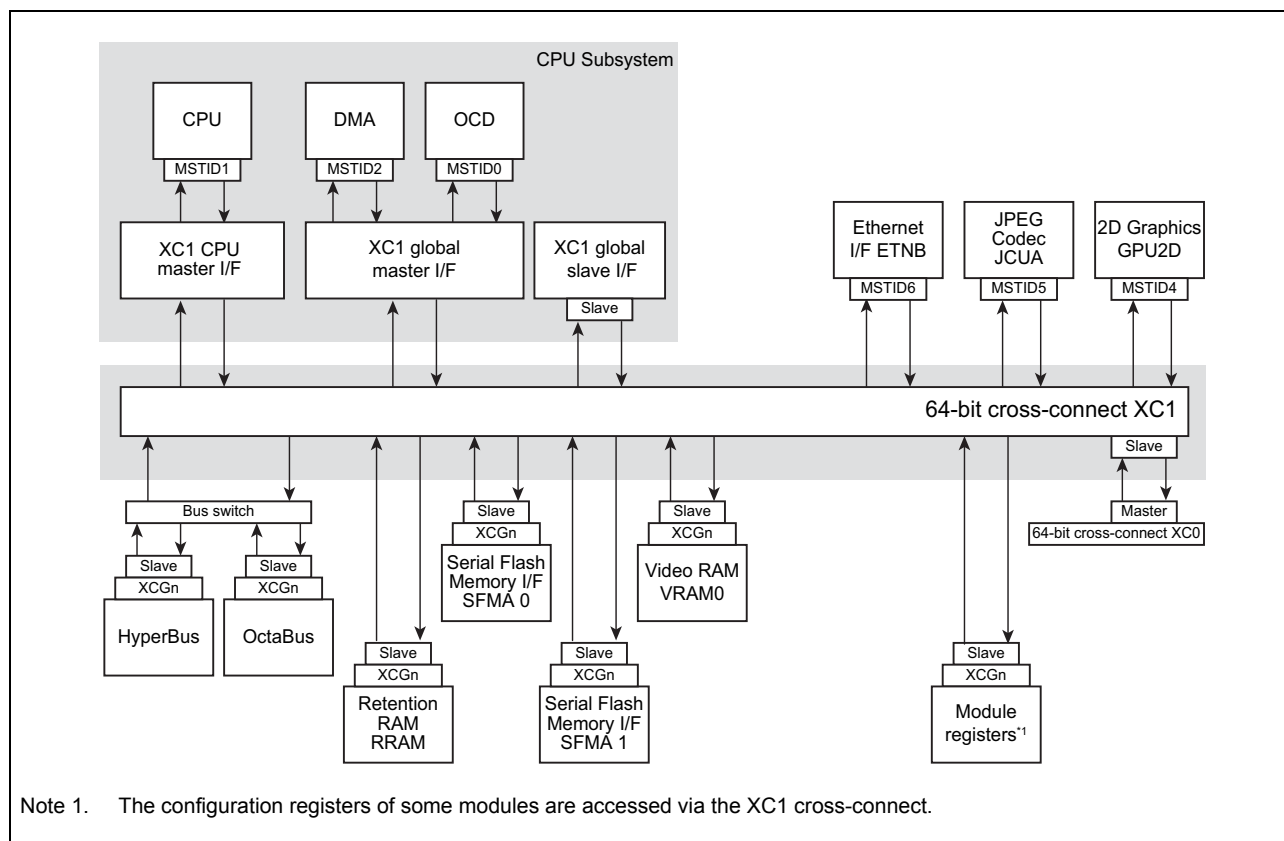 CPU Subsystem
CPU
MSTID1
DMA
MSTID2
OCD
MSTID0
XC1 CPU
master I/F
XC1 global
master I/F
XC1 global
slave I/F
Slave
Ethernet
I/F ETNB
MSTID6
JPEG
Codec
JCUA
MSTID5
2D Graphics
GPU2D
MSTID4
64-bit cross-connect XC1
Slave
Master
64-bit cross-connect XC0
Bus switch
Slave
XCGn
HyperBus
Slave
XCGn
OctaBus
Slave
XCGn
Retention
RAM
RRAM
Slave
XCGn
Serial Flash
Memory I/F
SFMA 0
Slave
XCGn
Serial Flash
Memory I/F
SFMA 1
Slave
XCGn
Video RAM
VRAM0
Slave
XCGn
Module
registers*1
Note 1. The configuration registers of some modules are accessed via the XC1 cross-connect.